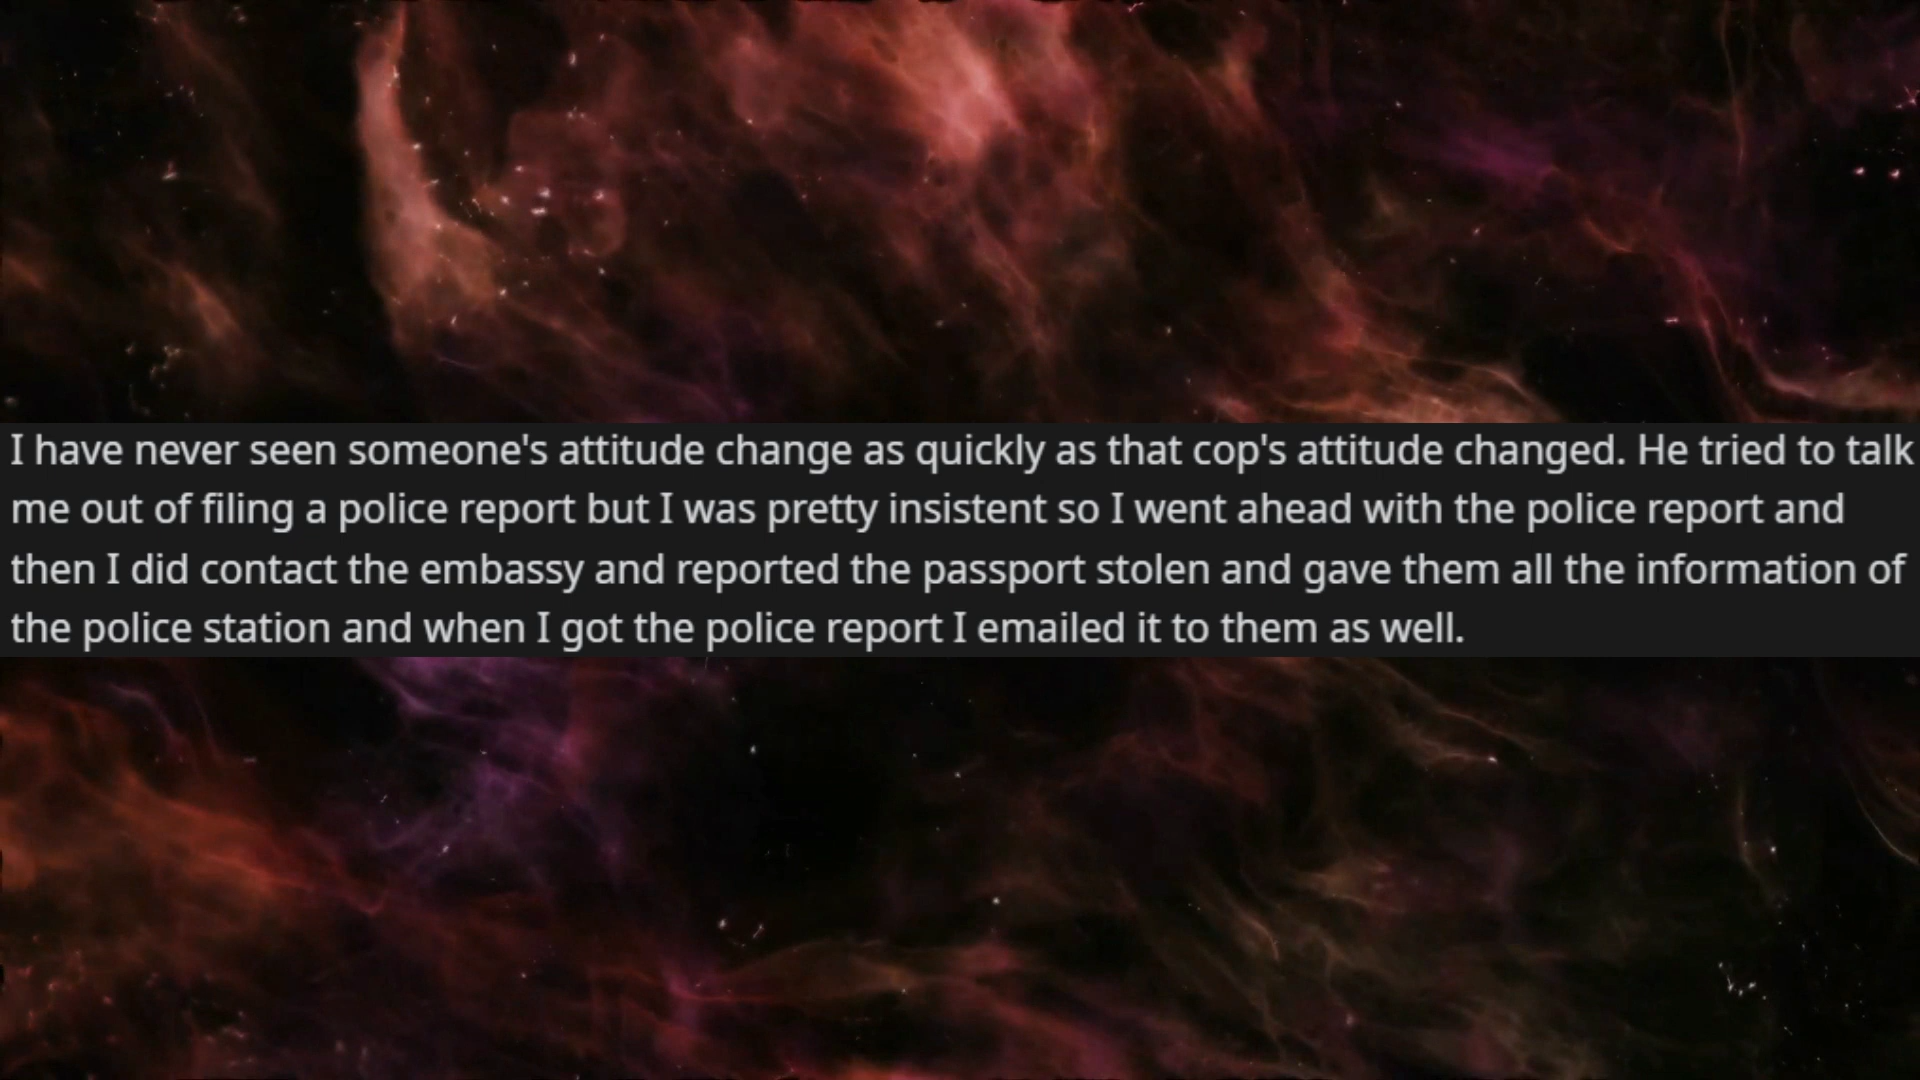 I have never seen someone's attitude change as quickly as that cop's attitude changed. He tried to talk
me out of filing a police report but I was pretty insistent so I went ahead with the police report and
then I did contact the embassy and reported the passport stolen and gave them all the information of
the police station and when I got the police report I emailed it to them as well.